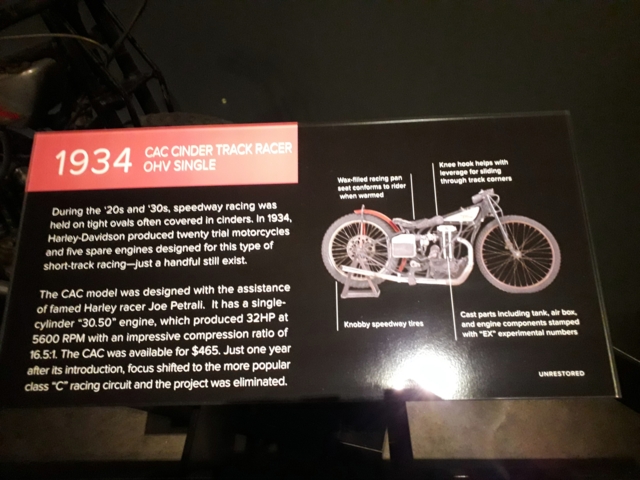 1934 CAC CINDER TRACK RACER
OHV SINGLE
During the '20s and '30s, speedway racing was
held on tight ovals often covered in cinders. In 1934,
Harley-Davidson produced twenty trial motorcycles
and five spare engines designed for this type of
short-track racing—just a handful still exist.
The CAC model was designed with the assistance
of famed Harley racer Joe Petrali. It has a single-
cylinder "30.50" engine, which produced 32HP at
5600 RPM with an impressive compression ratio of
16.5:1. The CAC was available for $465. Just one year
after its introduction, focus shifted to the more popular
class "C" racing circuit and the project was eliminated.
Wax-filled racing pan
seat conforms to rider
when warmed
Knee hook helps with
leverage for sliding
through track corners
Knobby speedway tires
Cast parts including tank, air box,
and engine components stamped
with "EX" experimental numbers
UNRESTORED